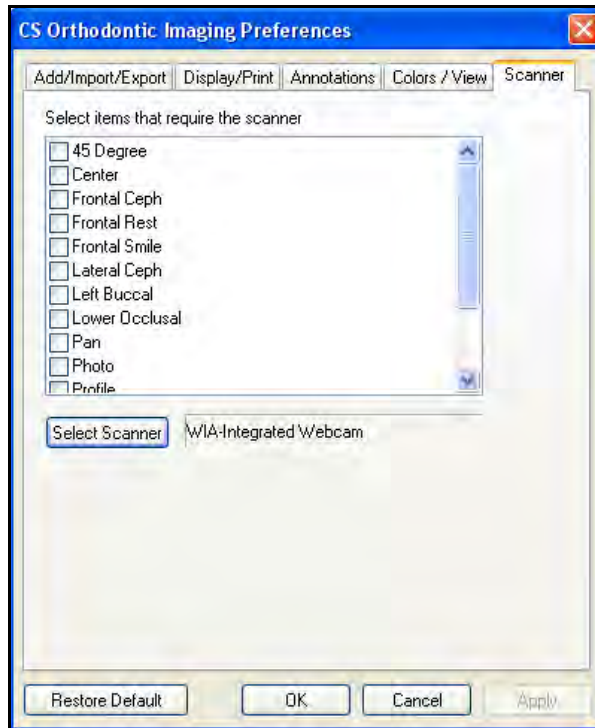 CS Orthodontic Imaging Preferences
Add/Import/Export Display/Print Annotations Colors / View Scanner
Select items that require the scanner
45 Degree
Center
Frontal Ceph
Frontal Rest
Frontal Smile
Lateral Ceph
Left Buccal
Lower Occlusal
Pan
Photo
Profile
Select Scanner WIA-Integrated Webcam
Restore Default OK Cancel Apply